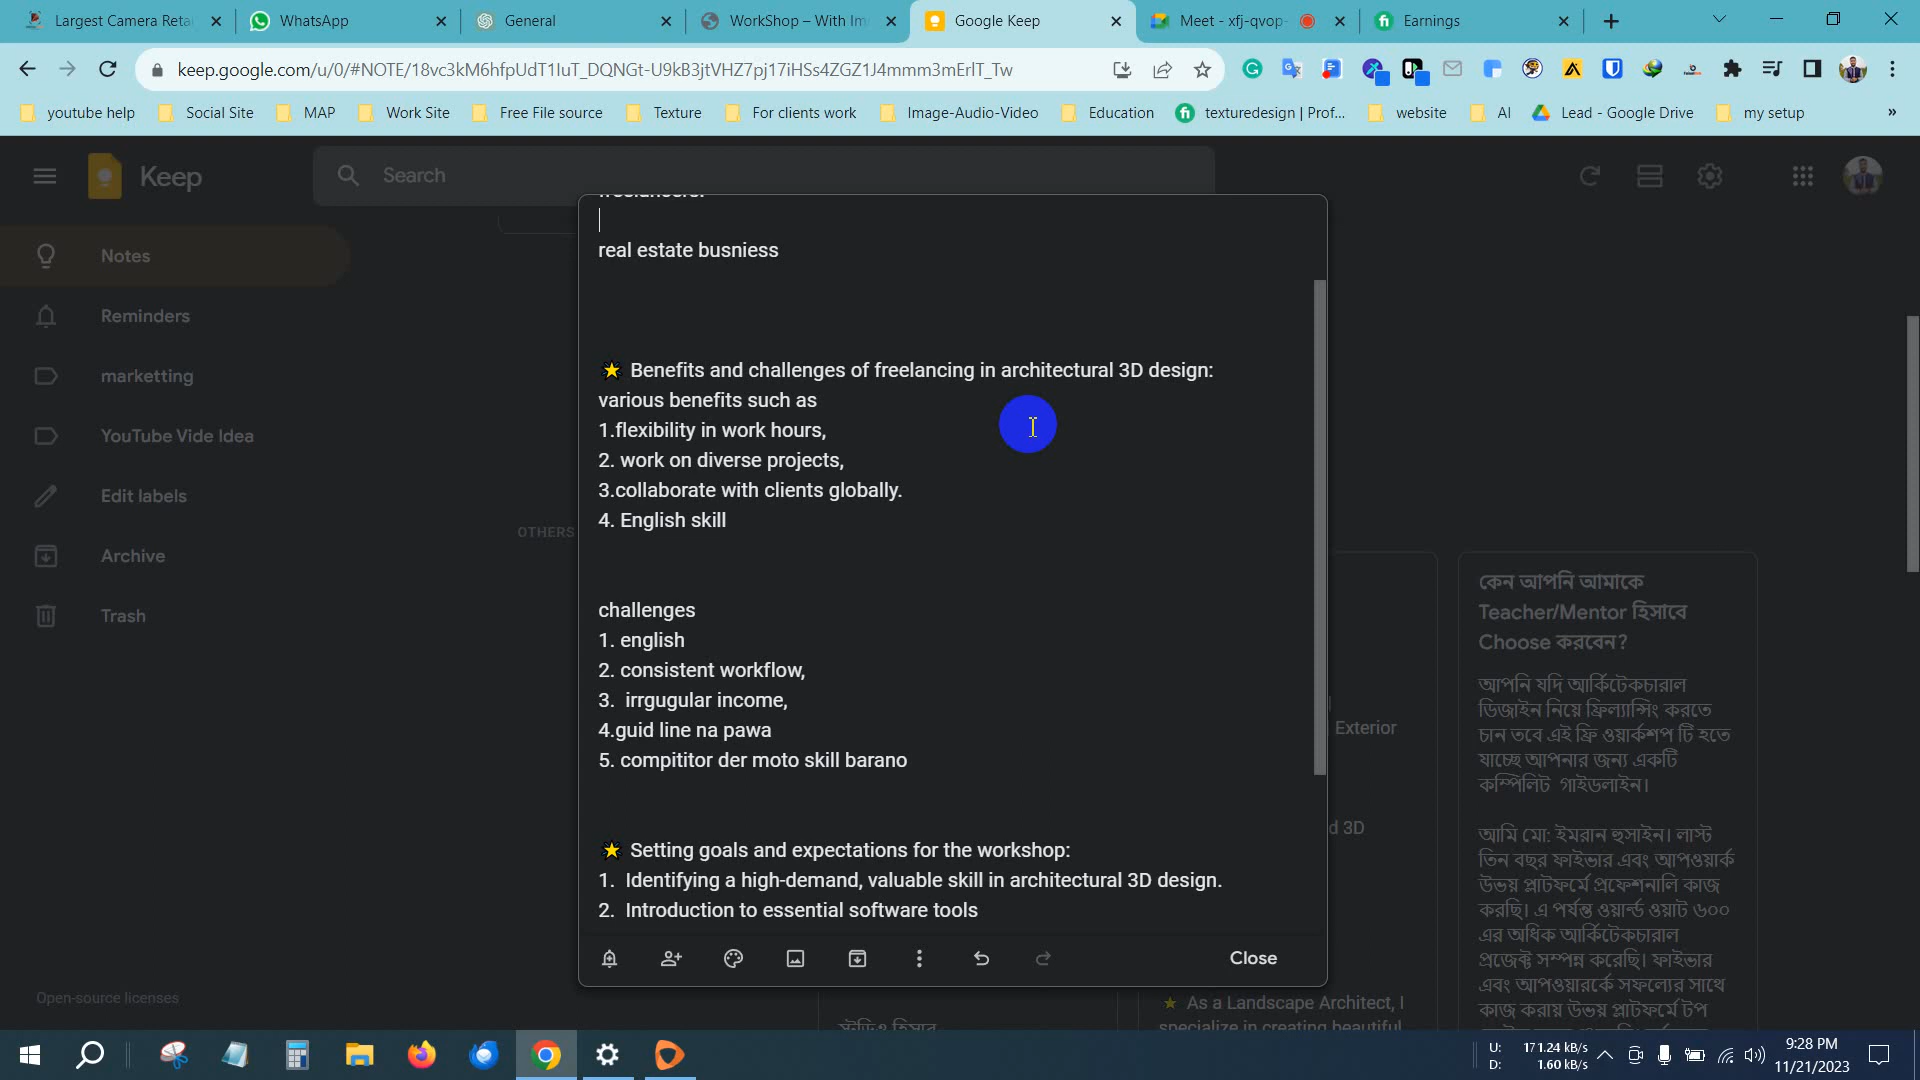 Largest Camera Retai
WhatsApp
General
WorkShop – With Im
Google Keep
Meet - xfj-qvop-
Earnings
keep.google.com/u/0/#NOTE/18vc3kM6hfpUdT1IuT_DQNGt-U9kB3jtVHZ7pj17iHSs4ZGZ1J4mmm3mErlT_Tw
youtube help
Social Site
MAP
Work Site
Free File source
Texture
For clients work
Image-Audio-Video
Education
texturedesign | Prof...
website
AI
Lead - Google Drive
my setup
»
Keep
Search
Notes
Reminders
marketting
YouTube Vide Idea
Edit labels
Archive
Trash
Open-source licenses
OTHERS
freelancers.
real estate busniess
Benefits and challenges of freelancing in architectural 3D design:
various benefits such as
1.flexibility in work hours,
2. work on diverse projects,
3.collaborate with clients globally.
4. English skill
challenges
1. english
2. consistent workflow,
3.  irrgugular income,
4.guid line na pawa
5. compititor der moto skill barano
Setting goals and expectations for the workshop:
1.  Identifying a high-demand, valuable skill in architectural 3D design.
2.  Introduction to essential software tools
Close
Exterior
d 3D
As a Landscape Architect, I
specialize in creating beautiful
স্টুডিও হিসাব
কেন আপনি আমাকে
Teacher/Mentor হিসাবে
Choose করবেন?
আপনি যদি আর্কিটেকচারাল
ডিজাইন নিয়ে ফ্রিল্যান্সিং করতে
চান তবে এই ফ্রি ওয়ার্কশপ টি হতে
যাচ্ছে আপনার জন্য একটি
কম্পিলিট গাইডলাইন।
আমি মো: ইমরান হুসাইন। লাস্ট
তিন বছর ফাইভার এবং আপওয়ার্ক
উভয় প্লাটফর্মে প্রফেশনালি কাজ
করছি। এ পর্যন্ত ওয়ার্ল্ড ওয়াট ৬০০
এর অধিক আর্কিটেকচারাল
প্রজেক্ট সম্পন্ন করেছি। ফাইভার
এবং আপওয়ারর্কে সফল্যের সাথে
কাজ করায় উভয় প্লাটফর্মে টপ
U: 171.24 kB/s
D: 1.60 kB/s
9:28 PM
11/21/2023